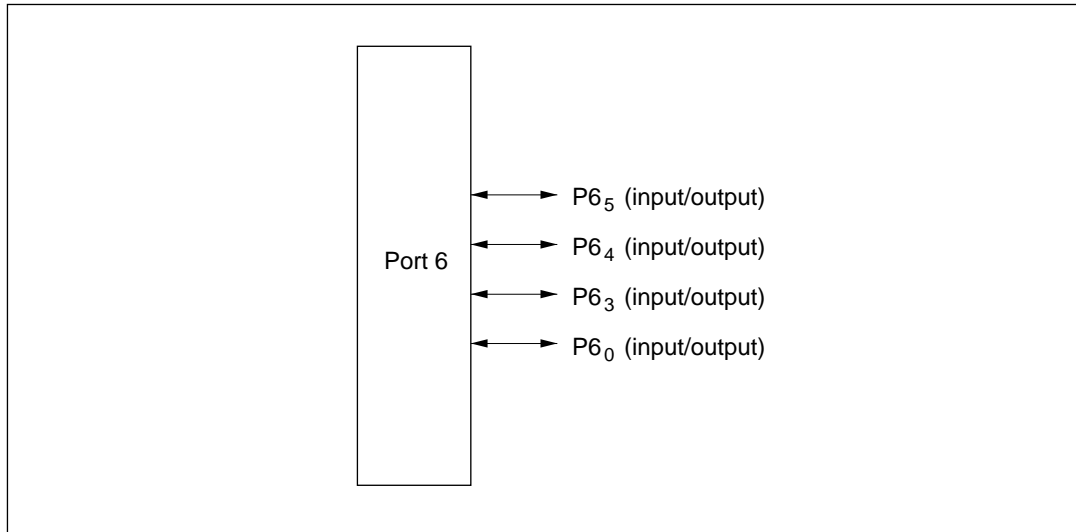 P6₅ (input/output)
P6₄ (input/output)
Port 6
P6₃ (input/output)
P6₀ (input/output)